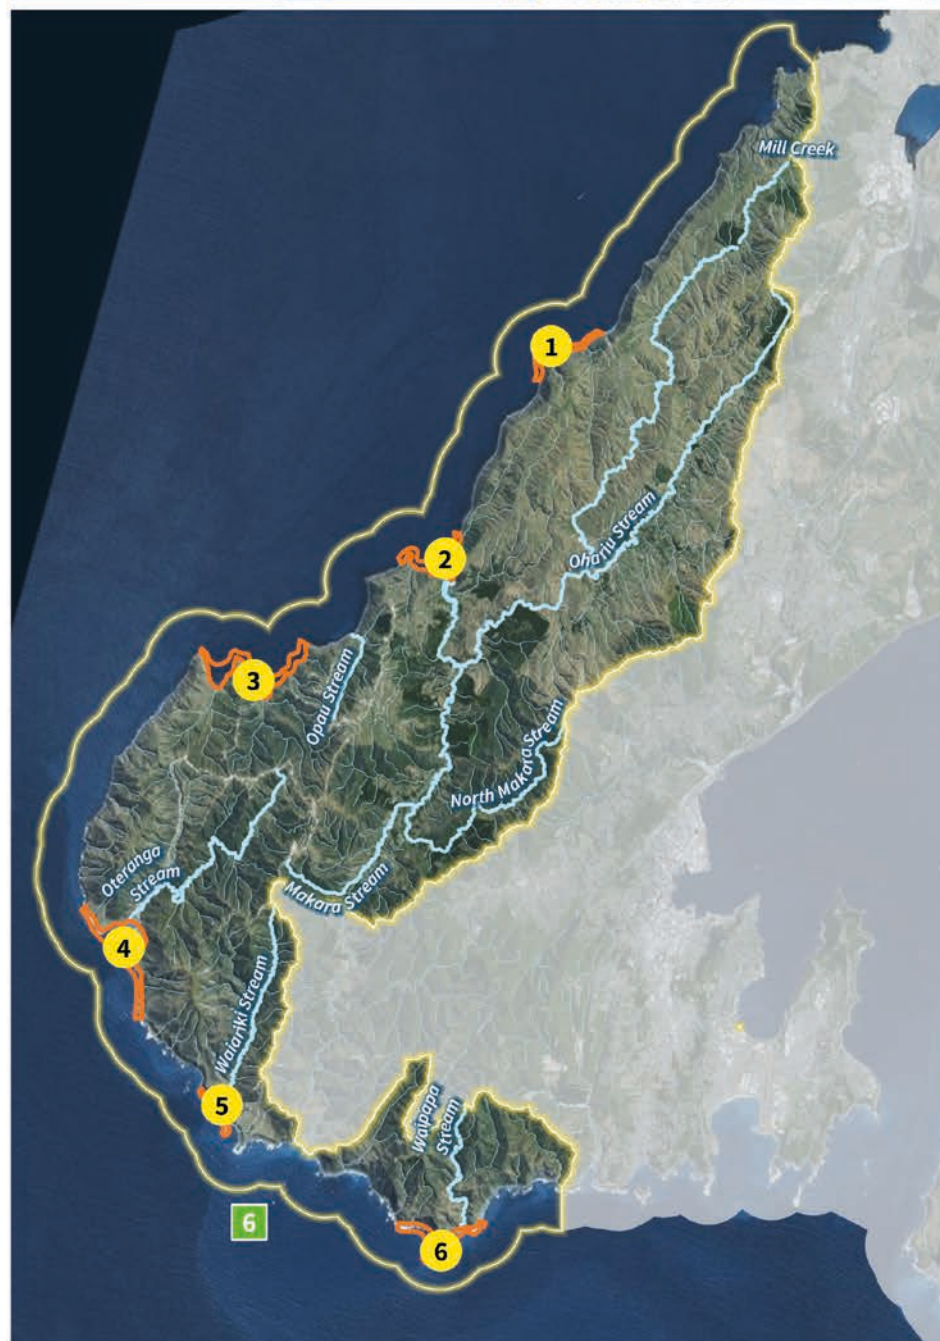 Mill Creek
1
Ohariu Stream
2
3
Opau Stream
North Makara Stream
Oteranga
Stream
Makara Stream
4
Waiariki Stream
5
Waipapa
Stream
6
6